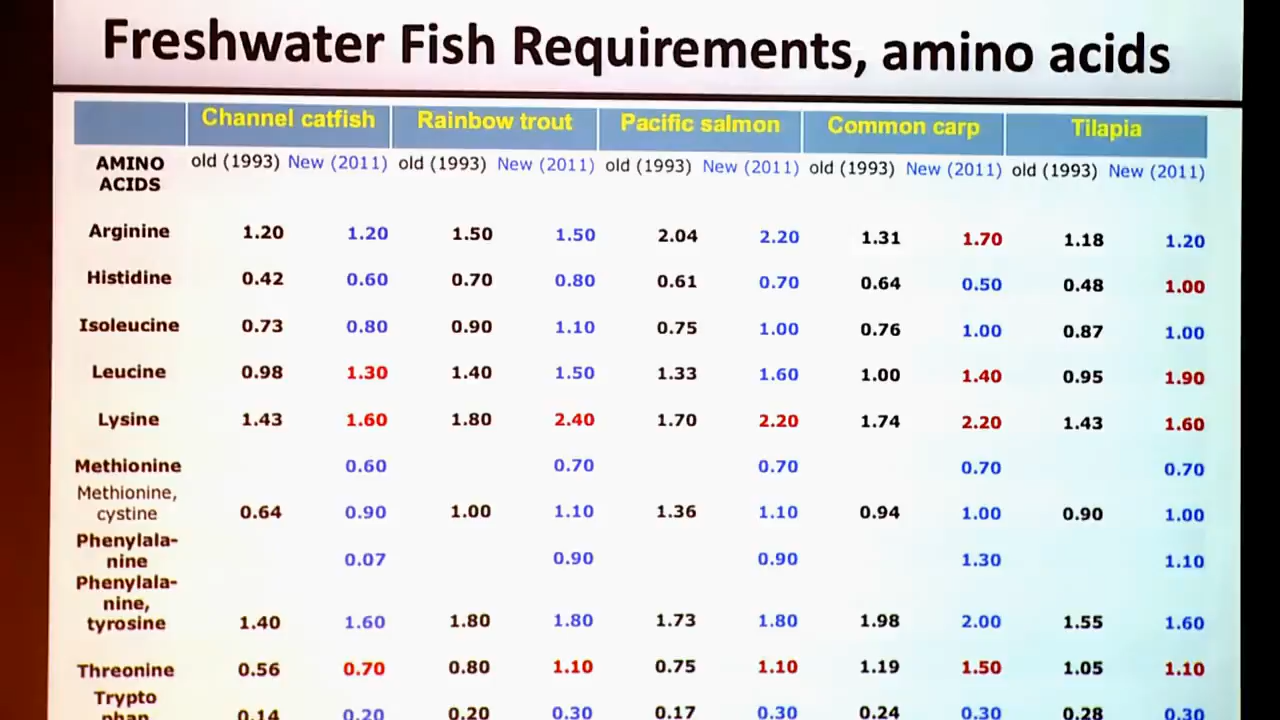 Freshwater Fish Requirements, amino acids
Channel catfish Rainbow trout Pacific salmon Common carp Tilapia
AMINO ACIDS old (1993) New (2011) old (1993) New (2011) old (1993) New (2011) old (1993) New (2011) old (1993) New (2011)
Arginine 1.20 1.20 1.50 1.50 2.04 2.20 1.31 1.70 1.18 1.20
Histidine 0.42 0.60 0.70 0.80 0.61 0.70 0.64 0.50 0.48 1.00
Isoleucine 0.73 0.80 0.90 1.10 0.75 1.00 0.76 1.00 0.87 1.00
Leucine 0.98 1.30 1.40 1.50 1.33 1.60 1.00 1.40 0.95 1.90
Lysine 1.43 1.60 1.80 2.40 1.70 2.20 1.74 2.20 1.43 1.60
Methionine 0.60 0.70 0.70 0.70 0.70
Methionine,
cystine 0.64 0.90 1.00 1.10 1.36 1.10 0.94 1.00 0.90 1.00
Phenylala-
nine 0.07 0.90 0.90 1.30 1.10
Phenylala-
nine,
tyrosine 1.40 1.60 1.80 1.80 1.73 1.80 1.98 2.00 1.55 1.60
Threonine 0.56 0.70 0.80 1.10 0.75 1.10 1.19 1.50 1.05 1.10
Trypto
phan 0.14 0.20 0.20 0.30 0.17 0.30 0.24 0.30 0.28 0.30